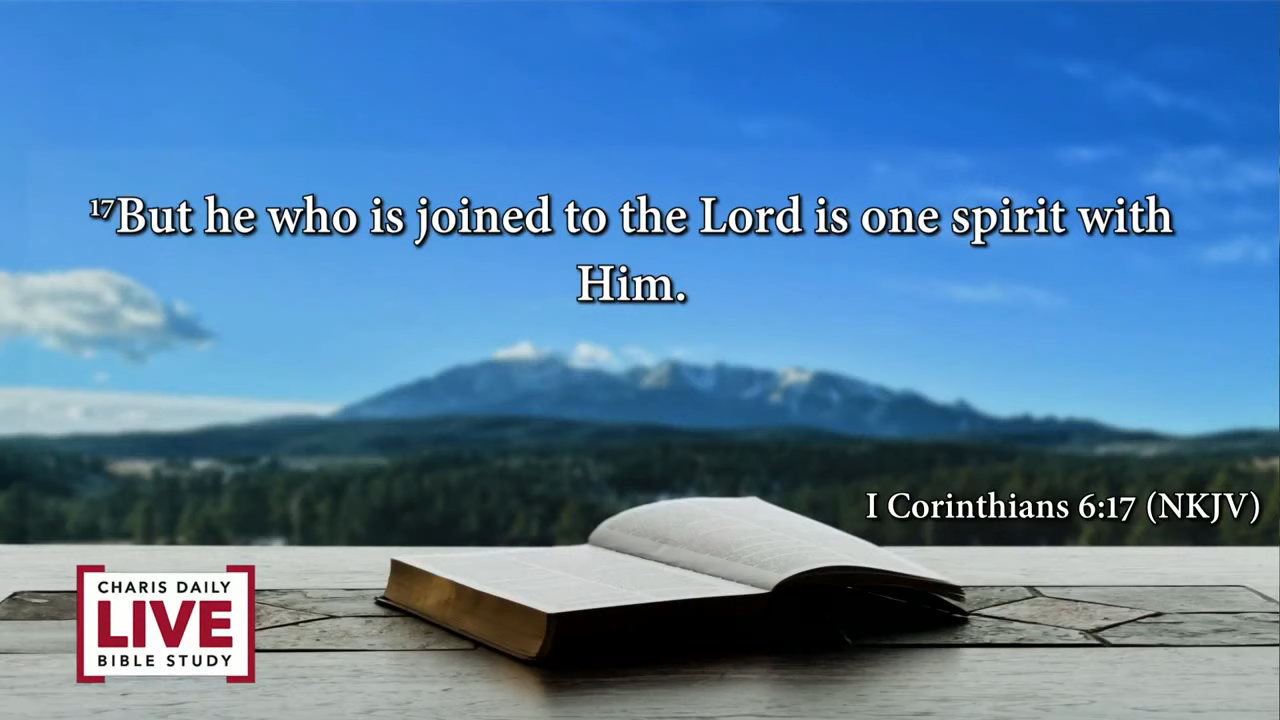 ¹⁷But he who is joined to the Lord is one spirit with
Him.
I Corinthians 6:17 (NKJV)
CHARIS DAILY
LIVE
BIBLE STUDY